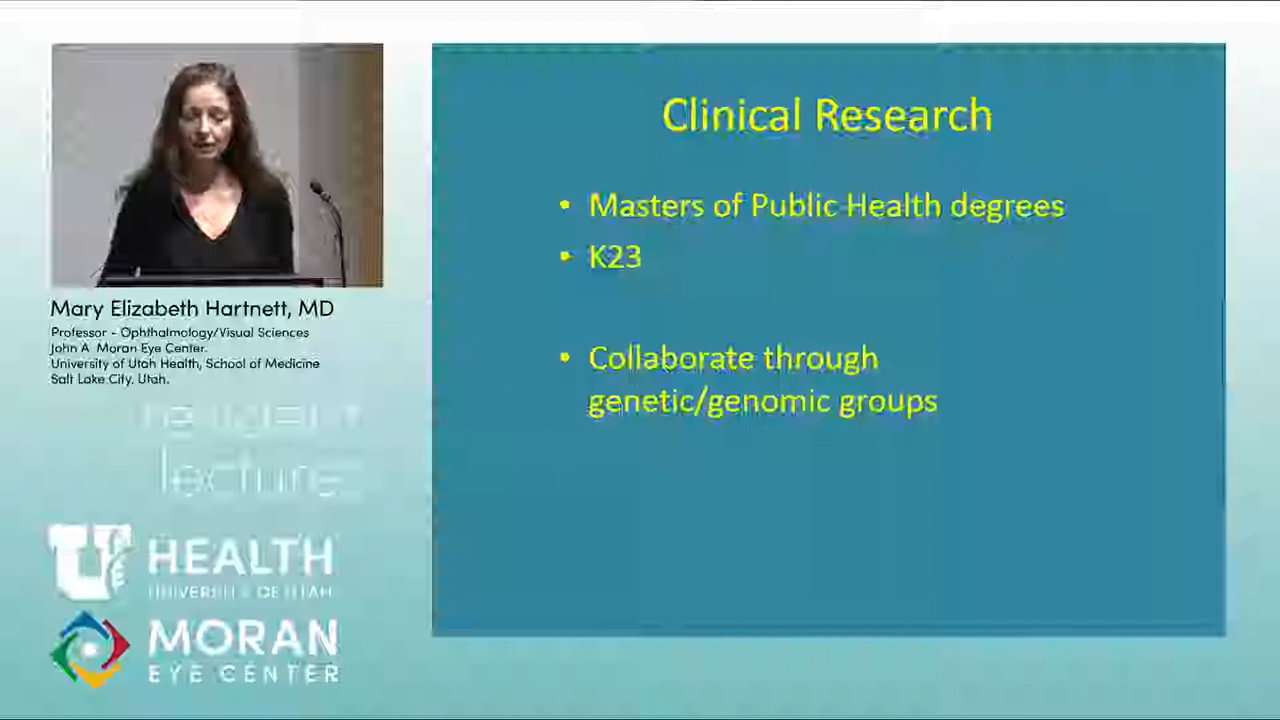 Clinical Research
• Masters of Public Health degrees
• K23
• Collaborate through
genetic/genomic groups
Mary Elizabeth Hartnett, MD
Professor - Ophthalmology/Visual Sciences
John A. Moran Eye Center.
University of Utah Health, School of Medicine
Salt Lake City, Utah.
lectures
U
HEALTH
UNIVERSITY OF UTAH
MORAN
EYE CENTER